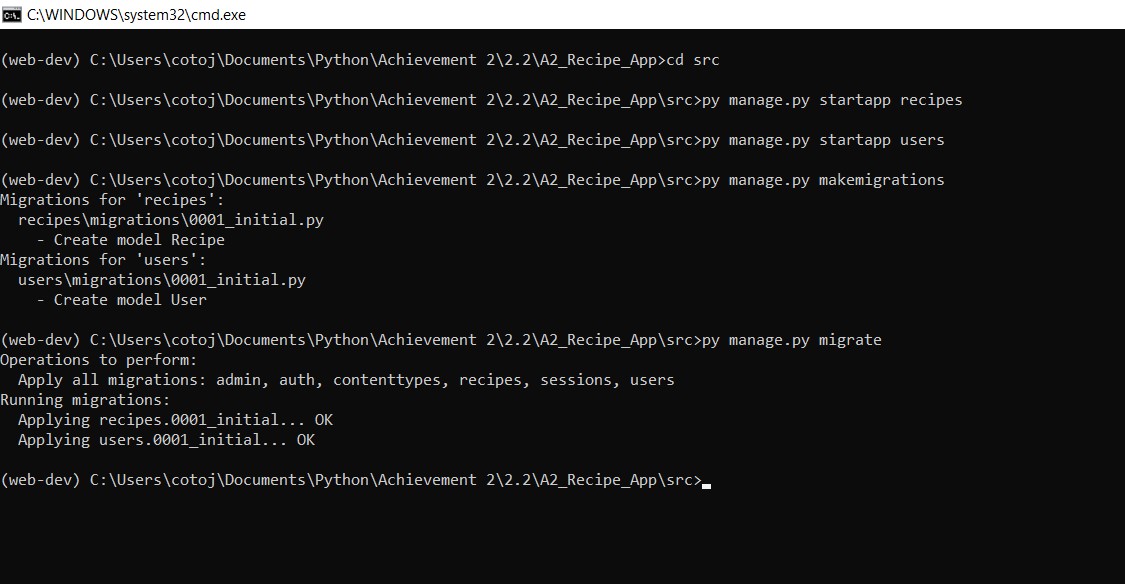 C:\WINDOWS\system32\cmd.exe
(web-dev) C:\Users\cotoj\Documents\Python\Achievement 2\2.2\A2_Recipe_App>cd src
(web-dev) C:\Users\cotoj\Documents\Python\Achievement 2\2.2\A2_Recipe_App\src>py manage.py startapp recipes
(web-dev) C:\Users\cotoj\Documents\Python\Achievement 2\2.2\A2_Recipe_App\src>py manage.py startapp users
(web-dev) C:\Users\cotoj\Documents\Python\Achievement 2\2.2\A2_Recipe_App\src>py manage.py makemigrations
Migrations for 'recipes':
  recipes\migrations\0001_initial.py
    - Create model Recipe
Migrations for 'users':
  users\migrations\0001_initial.py
    - Create model User
(web-dev) C:\Users\cotoj\Documents\Python\Achievement 2\2.2\A2_Recipe_App\src>py manage.py migrate
Operations to perform:
  Apply all migrations: admin, auth, contenttypes, recipes, sessions, users
Running migrations:
  Applying recipes.0001_initial... OK
  Applying users.0001_initial... OK
(web-dev) C:\Users\cotoj\Documents\Python\Achievement 2\2.2\A2_Recipe_App\src>